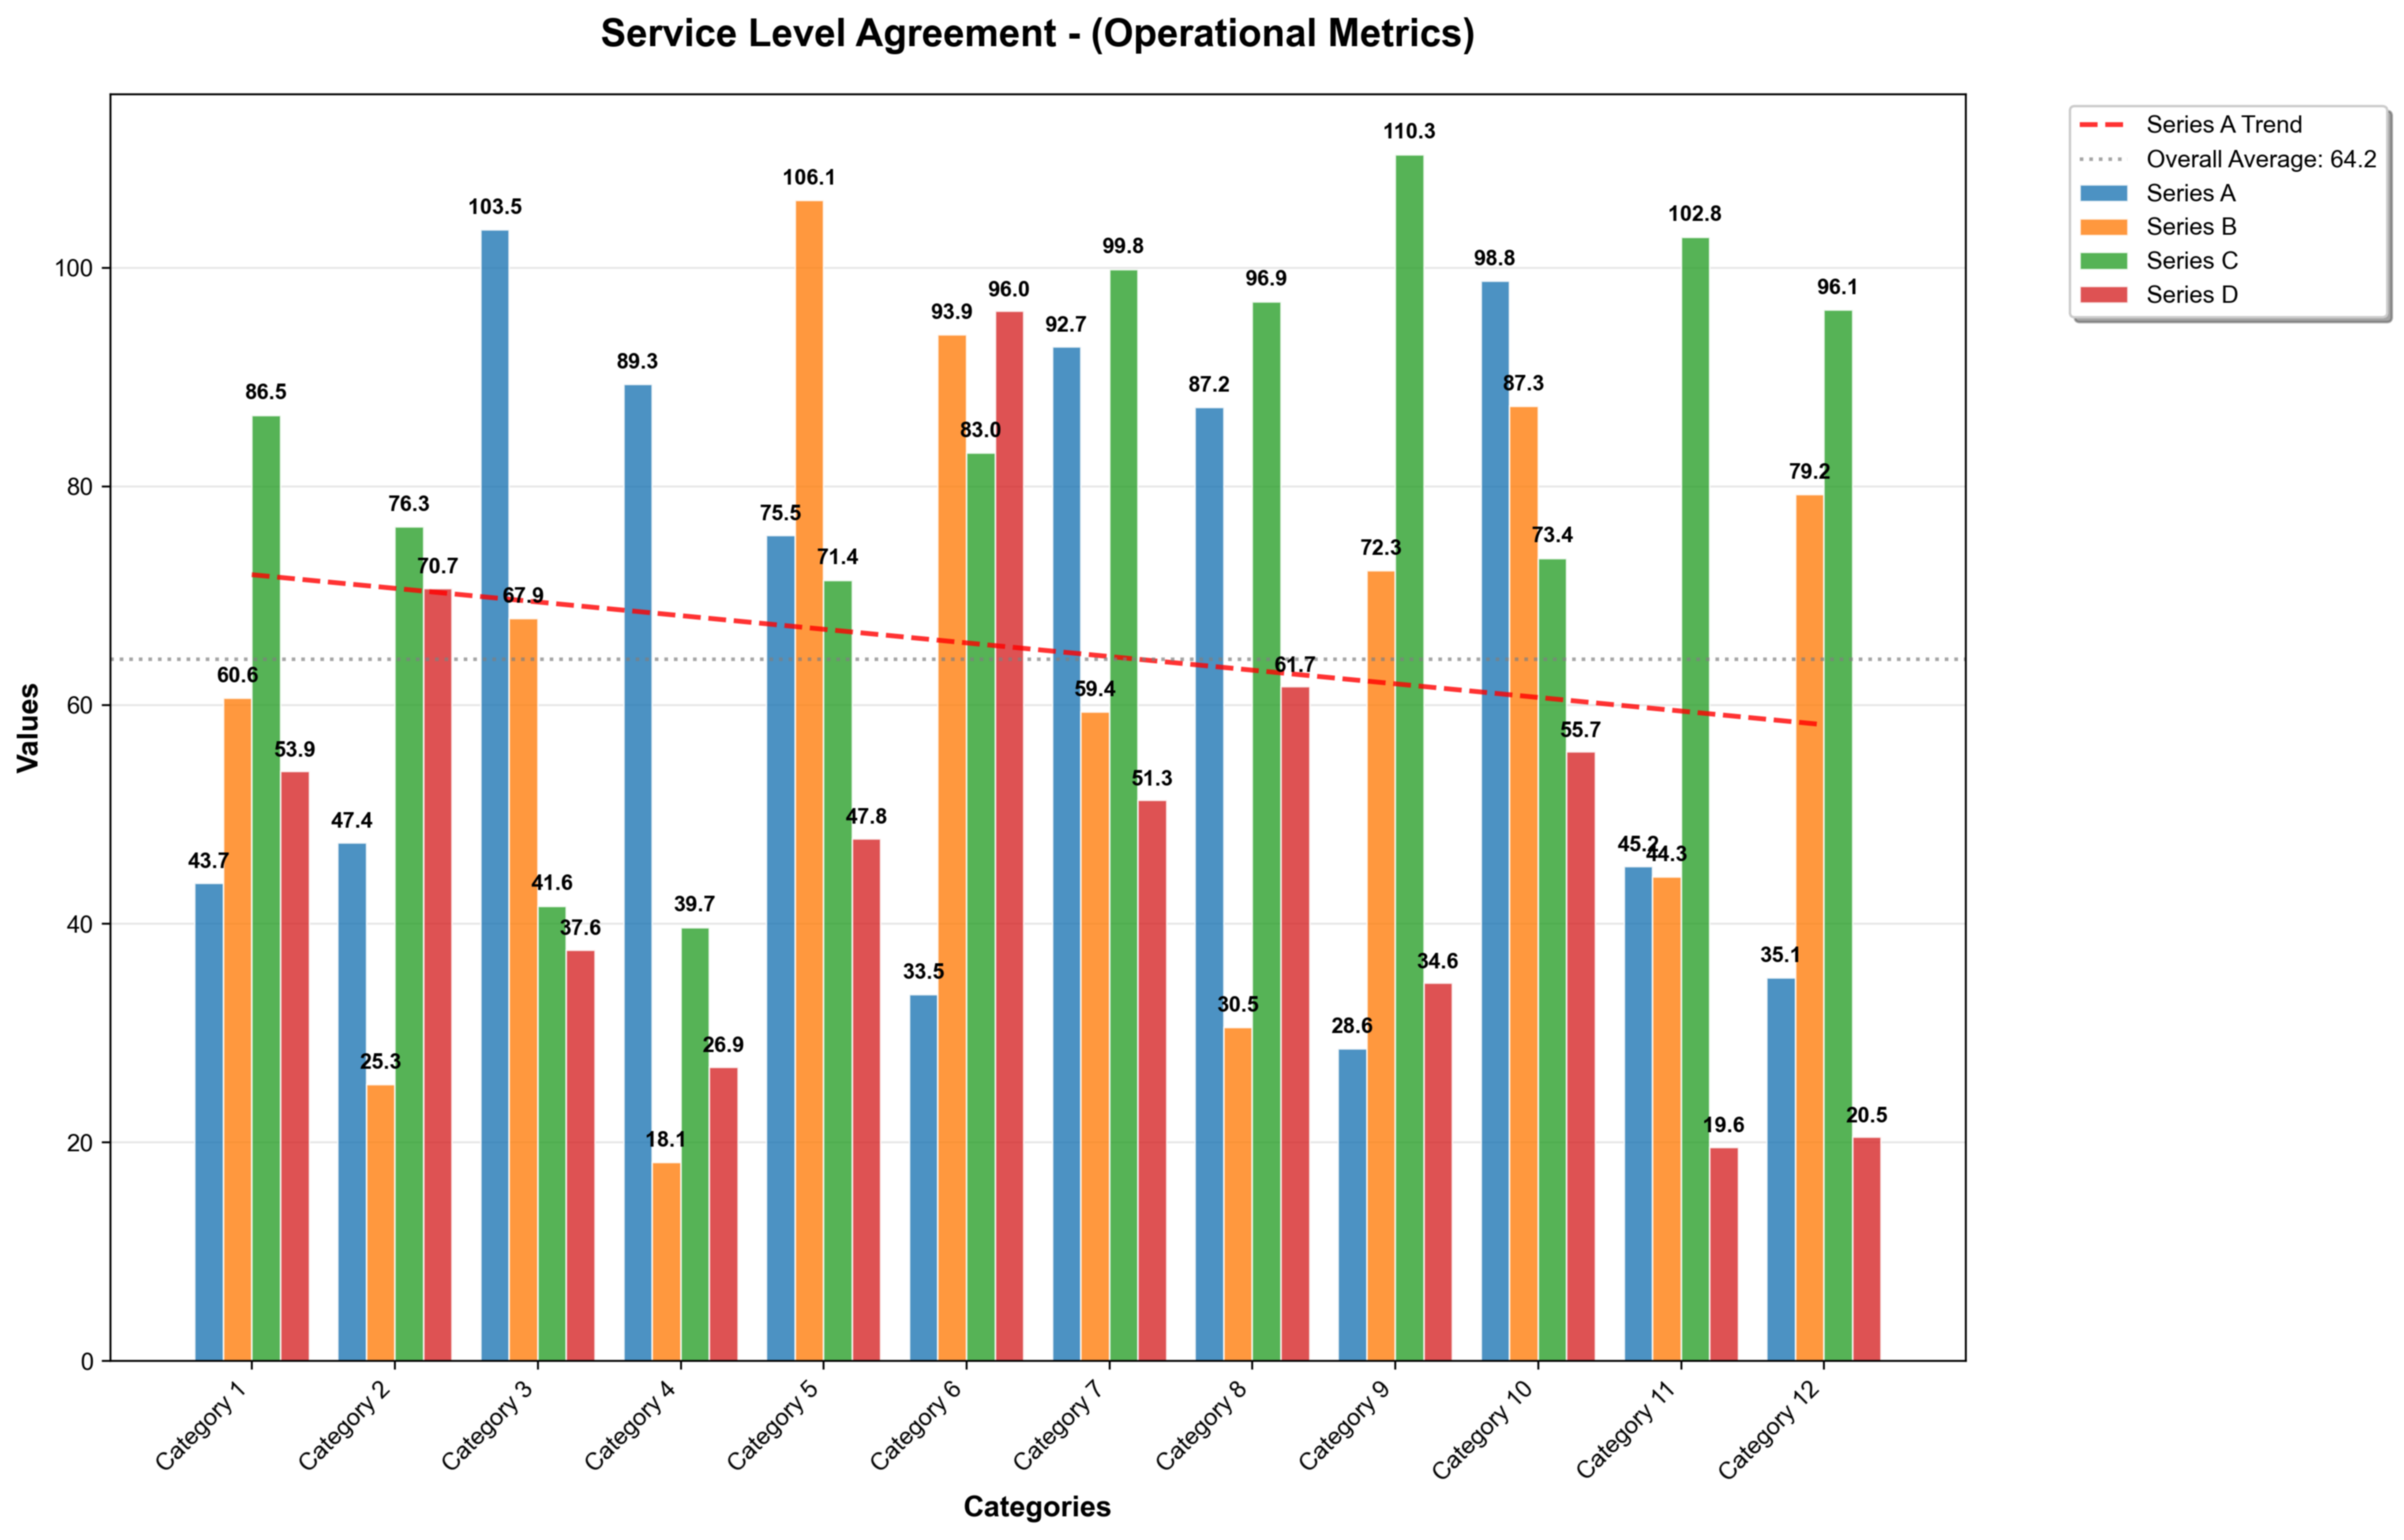 Service Level Agreement - (Operational Metrics)
Series A Trend
Overall Average: 64.2
Series A
Series B
Series C
Series D
Values
100
80
60
40
20
0
43.7
60.6
86.5
53.9
47.4
25.3
76.3
70.7
103.5
67.9
41.6
37.6
89.3
18.1
39.7
26.9
75.5
106.1
71.4
47.8
33.5
93.9
83.0
96.0
92.7
59.4
99.8
51.3
87.2
30.5
96.9
61.7
28.6
72.3
110.3
34.6
98.8
87.3
73.4
55.7
45.2
44.3
102.8
19.6
35.1
79.2
96.1
20.5
Category 1
Category 2
Category 3
Category 4
Category 5
Category 6
Category 7
Category 8
Category 9
Category 10
Category 11
Category 12
Categories